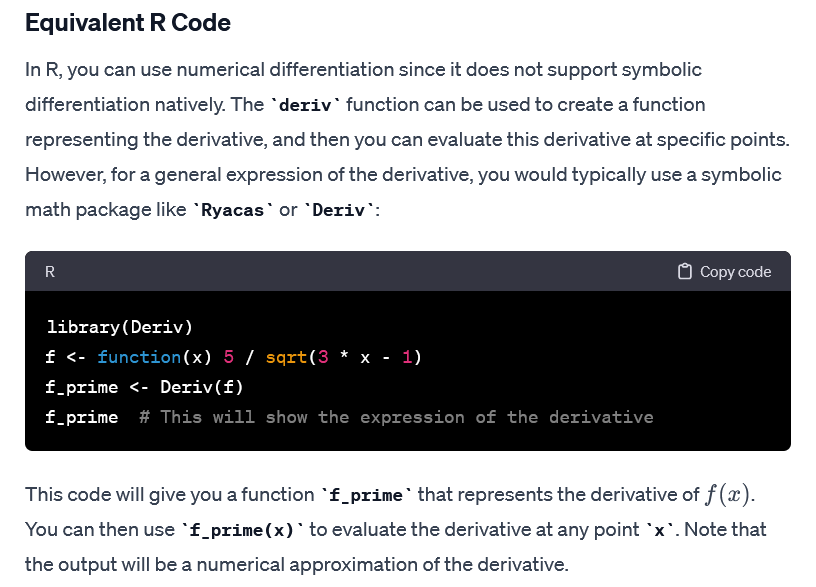 Equivalent R Code
In R, you can use numerical differentiation since it does not support symbolic
differentiation natively. The `deriv` function can be used to create a function
representing the derivative, and then you can evaluate this derivative at specific points.
However, for a general expression of the derivative, you would typically use a symbolic
math package like `Ryacas` or `Deriv`:
R Copy code
library(Deriv)
f <- function(x) 5 / sqrt(3 * x - 1)
f_prime <- Deriv(f)
f_prime  # This will show the expression of the derivative
This code will give you a function `f_prime` that represents the derivative of f(x).
You can then use `f_prime(x)` to evaluate the derivative at any point `x`. Note that
the output will be a numerical approximation of the derivative.